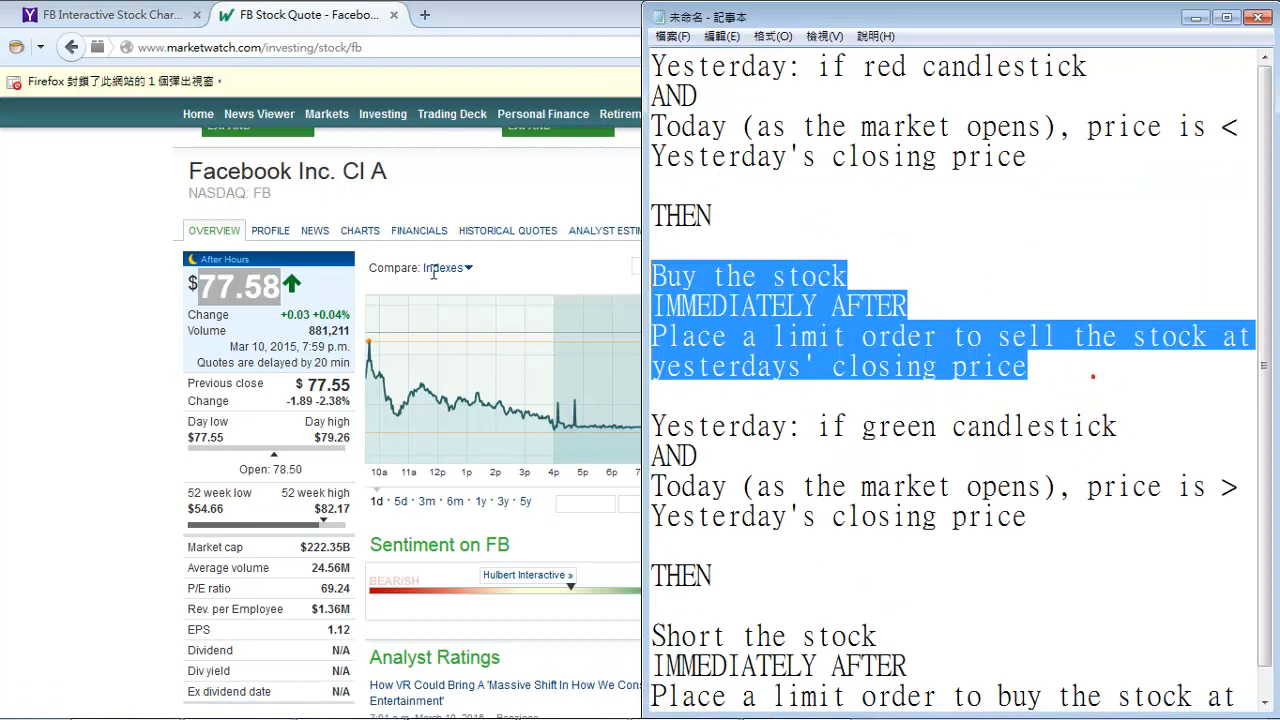 FB Interactive Stock Char...
FB Stock Quote - Facebo...
www.marketwatch.com/investing/stock/fb
Firefox 封鎖了此網站的 1 個彈出視窗。
Home News Viewer Markets Investing Trading Deck Personal Finance Retirem
Facebook Inc. Cl A
NASDAQ: FB
OVERVIEW PROFILE NEWS CHARTS FINANCIALS HISTORICAL QUOTES ANALYST ESTIM
After Hours
$77.58
Change +0.03 +0.04%
Volume 881,211
Mar 10, 2015, 7:59 p.m.
Quotes are delayed by 20 min
Previous close $ 77.55
Change -1.89 -2.38%
Day low Day high
$77.55 $79.26
Open: 78.50
52 week low 52 week high
$54.66 $82.17
Market cap $222.35B
Average volume 24.56M
P/E ratio 69.24
Rev. per Employee $1.36M
EPS 1.12
Dividend N/A
Div yield N/A
Ex dividend date N/A
Compare: Indexes
10a 11a 12p 1p 2p 3p 4p 5p 6p 7
1d · 5d · 3m · 6m · 1y · 3y · 5y
Sentiment on FB
BEARISH
Hulbert Interactive »
Analyst Ratings
How VR Could Bring A 'Massive Shift In How We Cons
Entertainment'
未命名 - 記事本
檔案(F) 編輯(E) 格式(O) 檢視(V) 說明(H)
Yesterday: if red candlestick
AND
Today (as the market opens), price is <
Yesterday's closing price
THEN
Buy the stock
IMMEDIATELY AFTER
Place a limit order to sell the stock at
yesterdays' closing price
Yesterday: if green candlestick
AND
Today (as the market opens), price is >
Yesterday's closing price
THEN
Short the stock
IMMEDIATELY AFTER
Place a limit order to buy the stock at